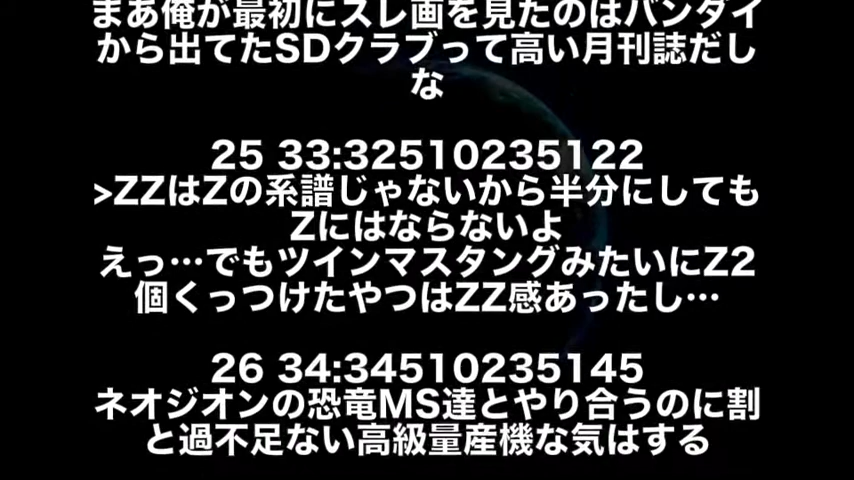 まあ俺が最初にスレ画を見たのはバンダイ
から出てたSDクラブって高い月刊誌だし
な
25 33:32510235122
>ZZはZの系譜じゃないから半分にしても
Zにはならないよ
えっ…でもツインマスタングみたいにZ2
個くっつけたやつはZZ感あったし…
26 34:34510235145
ネオジオンの恐竜MS達とやり合うのに割
と過不足ない高級量産機な気はする